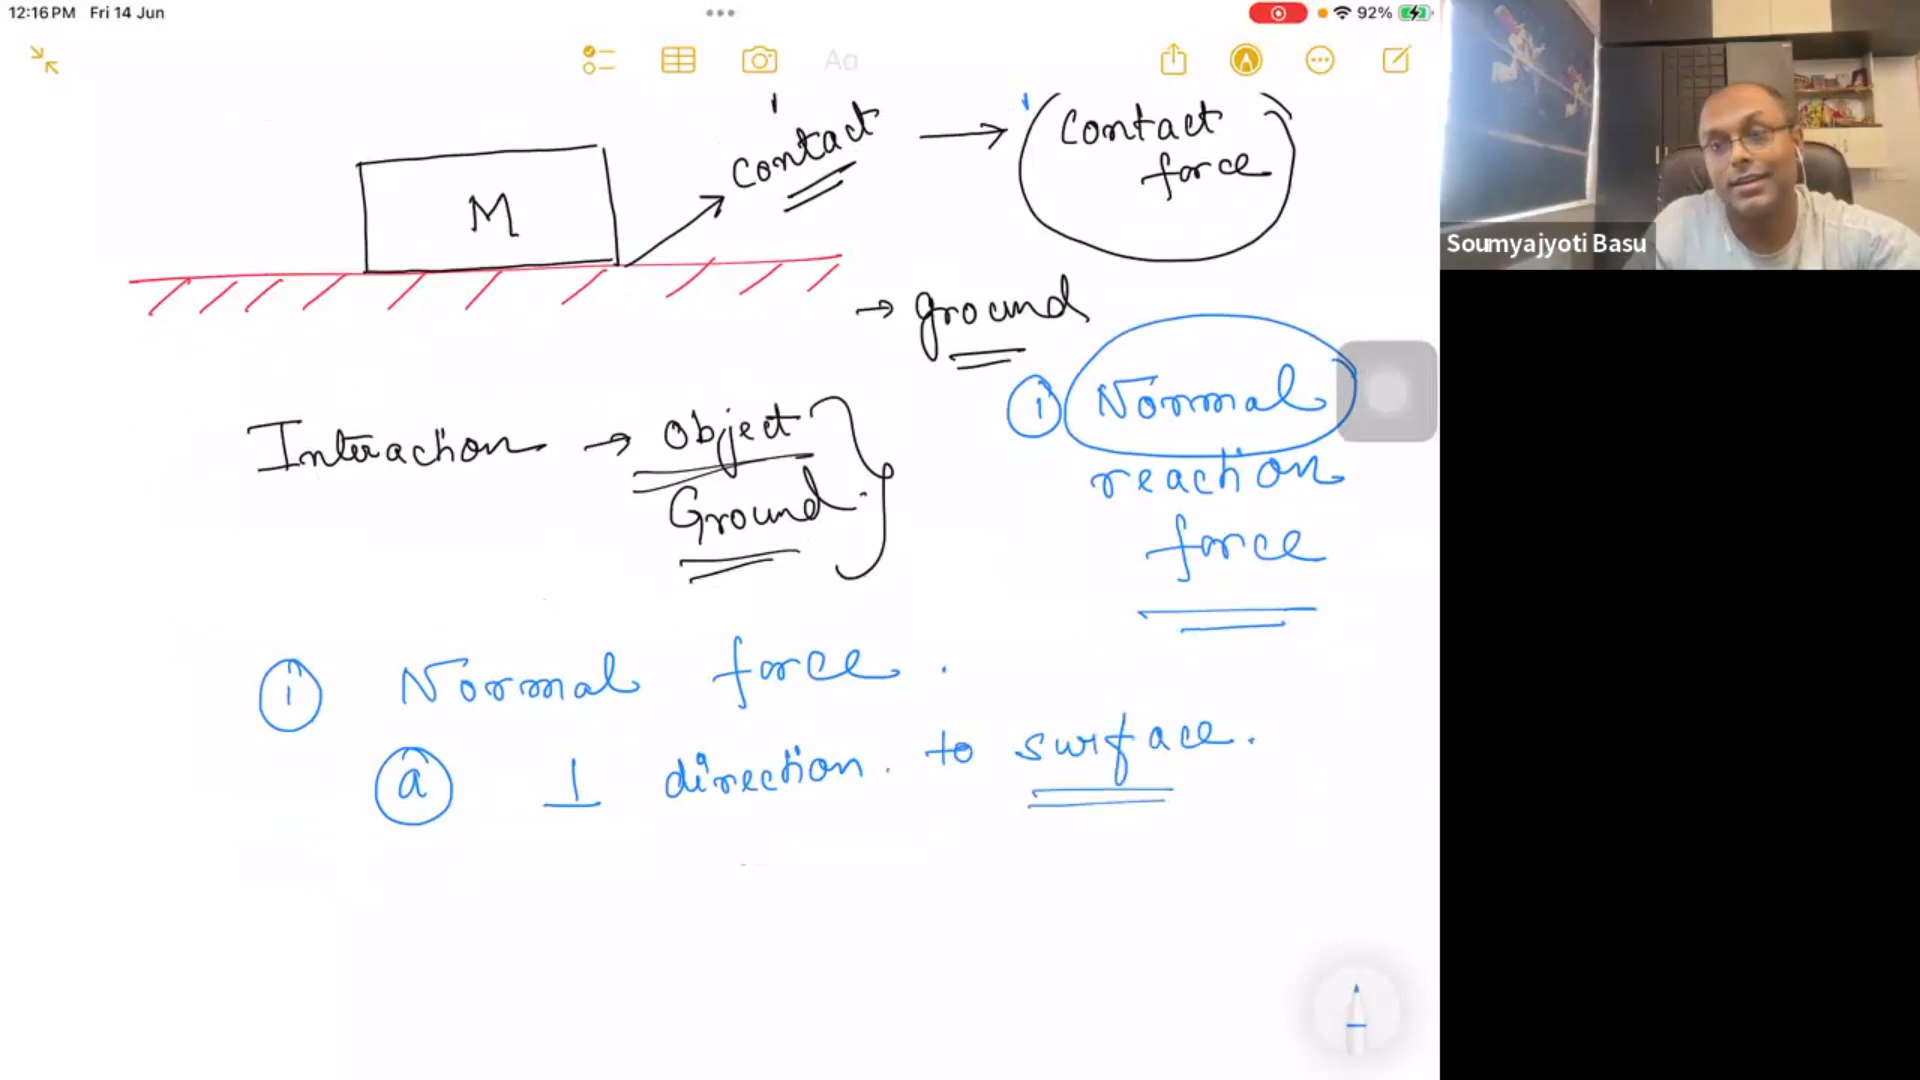 12:16 PM Fri 14 Jun
92%
Aa
contact
Contact
force
M
Soumyajyoti Basu
ground
1 Normal
reaction
force
Interaction → Object
Ground.
1 Normal force.
a ⊥ direction. to surface.